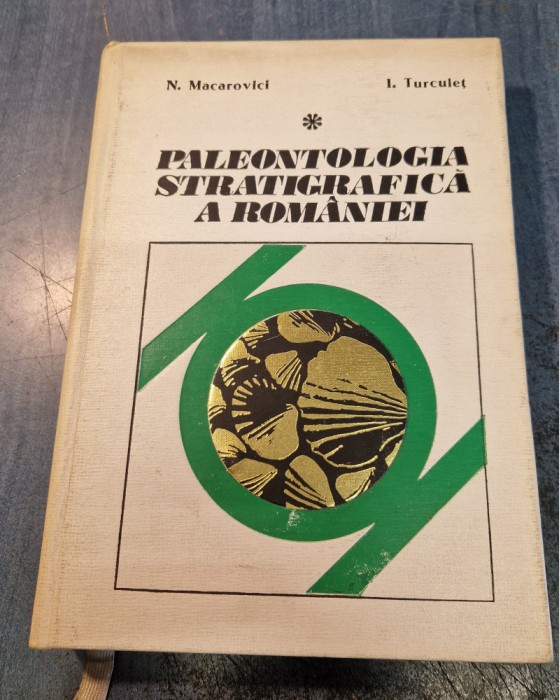 N. Macarovici I. Turculeț
*
PALEONTOLOGIA
STRATIGRAFICĂ
A ROMÂNIEI